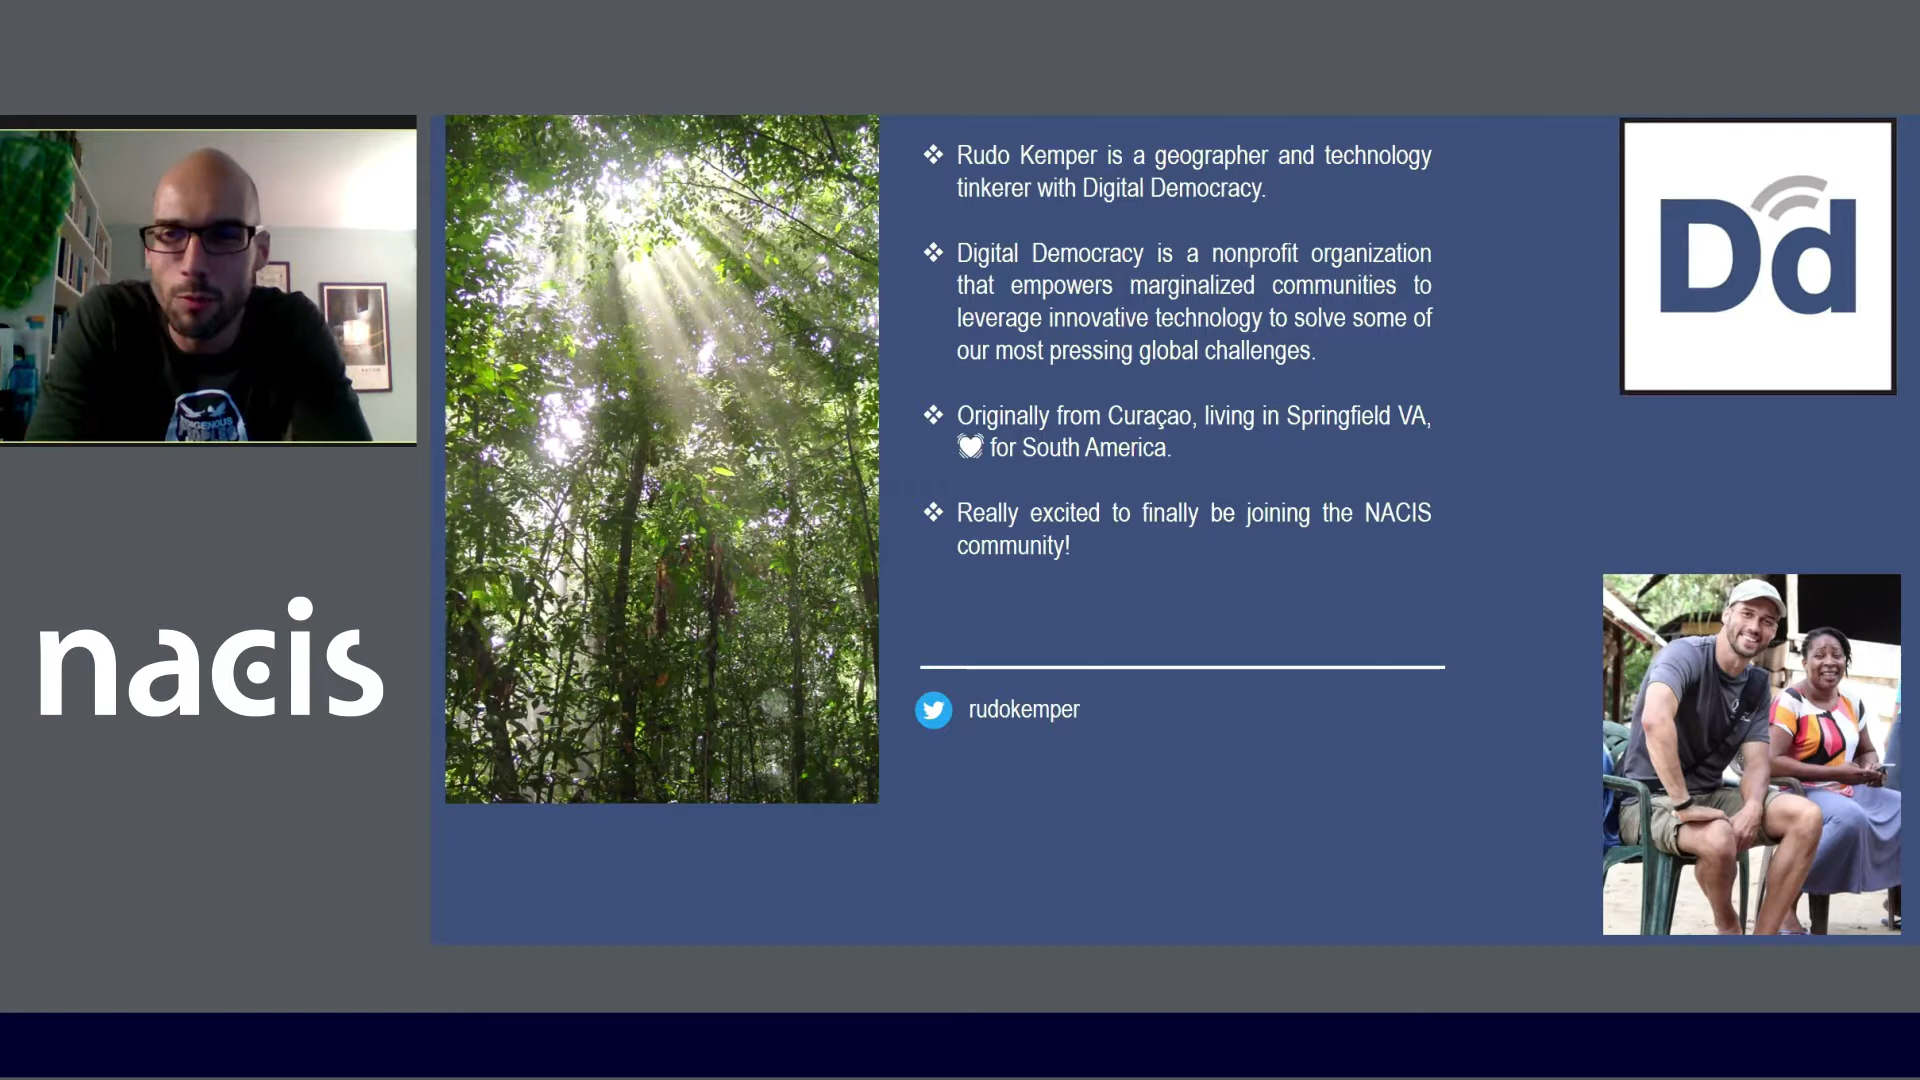 Rudo Kemper is a geographer and technology
tinkerer with Digital Democracy.
Digital Democracy is a nonprofit organization
that empowers marginalized communities to
leverage innovative technology to solve some of
our most pressing global challenges.
Originally from Curaçao, living in Springfield VA,
for South America.
Really excited to finally be joining the NACIS
community!
rudokemper
Dd
nacis